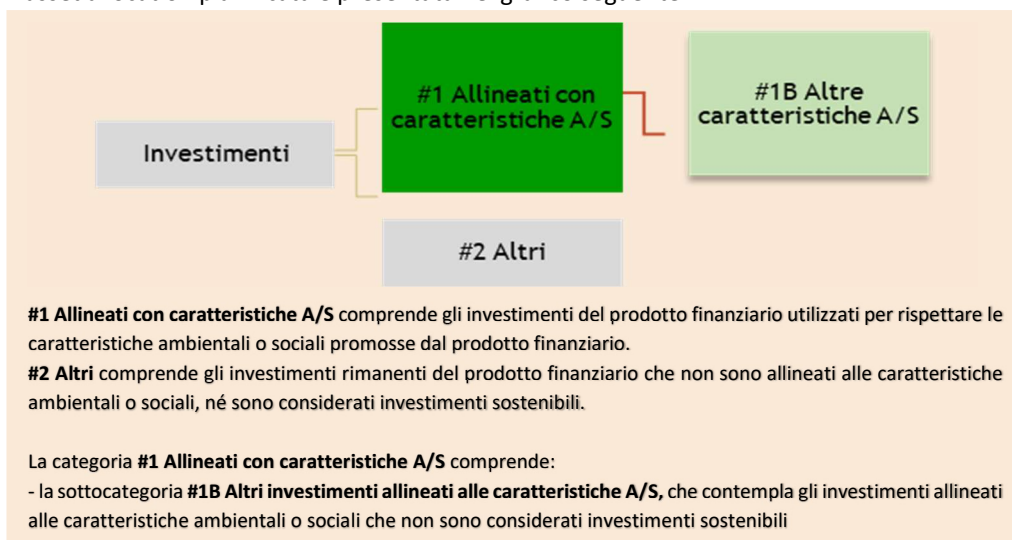 #1 Allineati con
caratteristiche A/S
#1B Altre
caratteristiche A/S
Investimenti
#2 Altri
#1 Allineati con caratteristiche A/S comprende gli investimenti del prodotto finanziario utilizzati per rispettare le
caratteristiche ambientali o sociali promosse dal prodotto finanziario.
#2 Altri comprende gli investimenti rimanenti del prodotto finanziario che non sono allineati alle caratteristiche
ambientali o sociali, né sono considerati investimenti sostenibili.
La categoria #1 Allineati con caratteristiche A/S comprende:
- la sottocategoria #1B Altri investimenti allineati alle caratteristiche A/S, che contempla gli investimenti allineati
alle caratteristiche ambientali o sociali che non sono considerati investimenti sostenibili